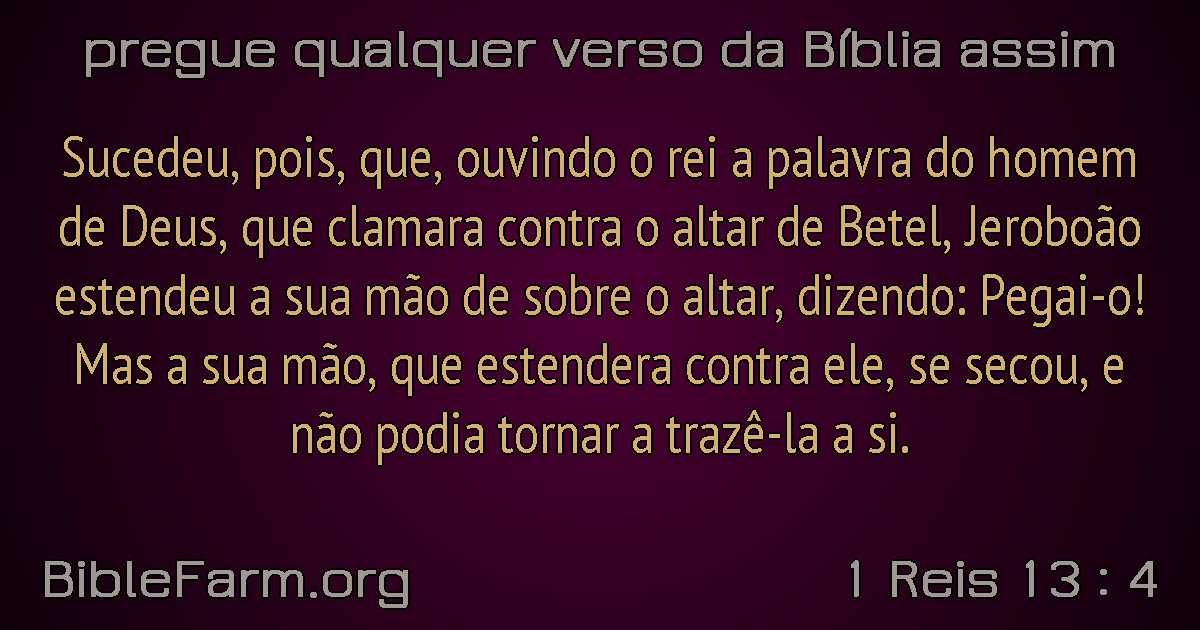 pregue qualquer verso da Bíblia assim
Sucedeu, pois, que, ouvindo o rei a palavra do homem
de Deus, que clamara contra o altar de Betel, Jeroboão
estendeu a sua mão de sobre o altar, dizendo: Pegai-o!
Mas a sua mão, que estendera contra ele, se secou, e
não podia tornar a trazê-la a si.
BibleFarm.org
1 Reis 13 : 4